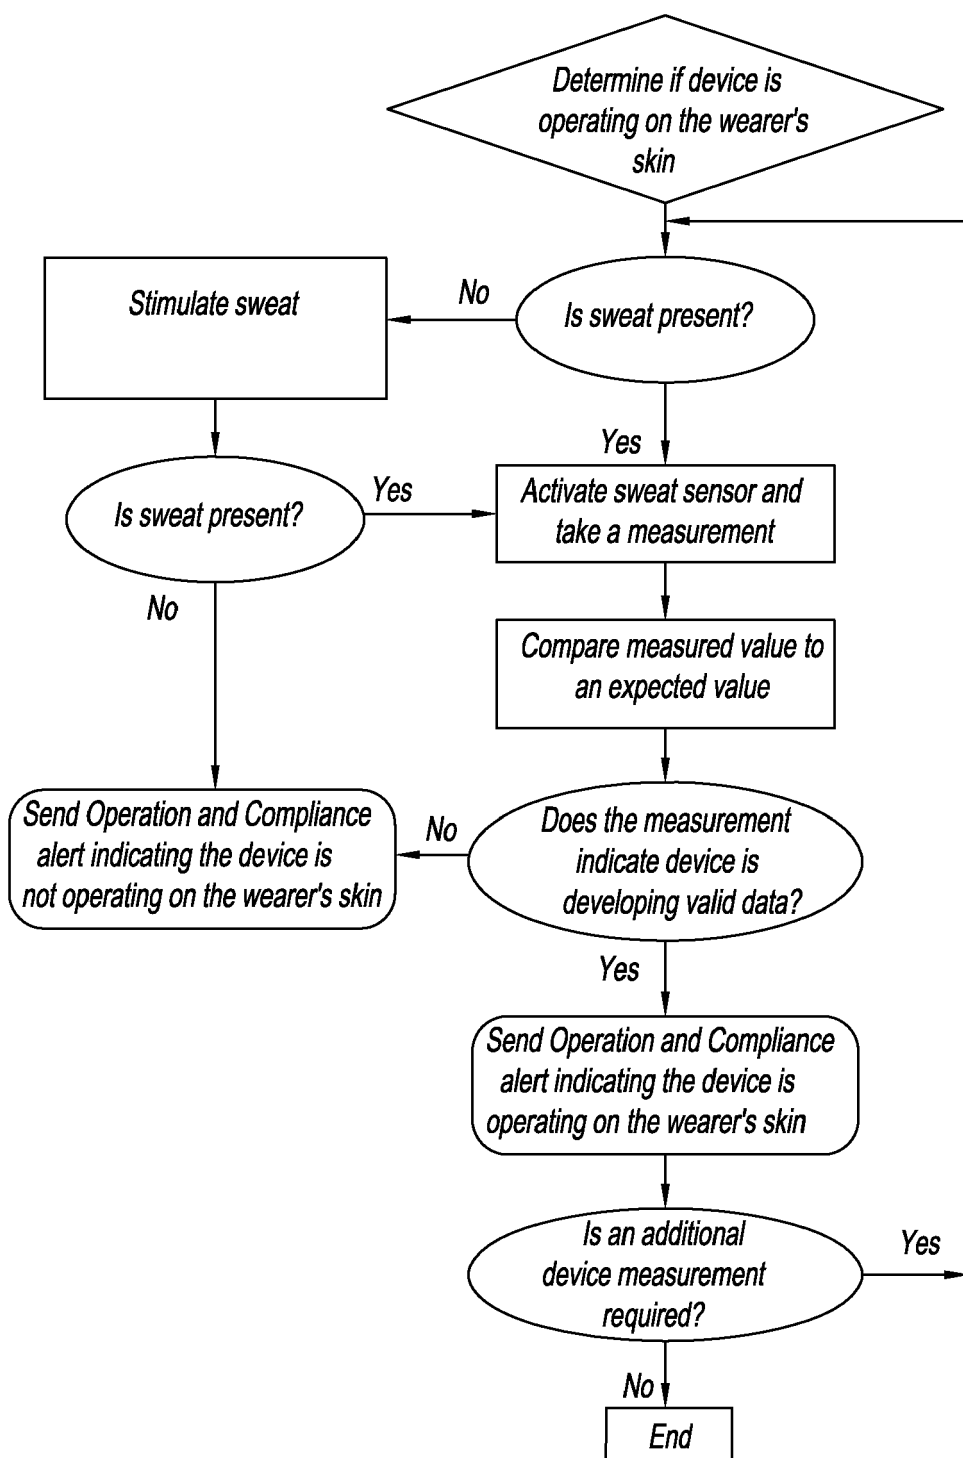 Determine if device is
operating on the wearer's
skin
No
Stimulate sweat
Is sweat present?
Yes
Is sweat present?
Yes
Activate sweat sensor and
take a measurement
No
Compare measured value to
an expected value
Send Operation and Compliance
alert indicating the device is
not operating on the wearer's skin
No
Does the measurement
indicate device is
developing valid data?
Yes
Send Operation and Compliance
alert indicating the device is
operating on the wearer's skin
Is an additional
device measurement
required?
Yes
No
End